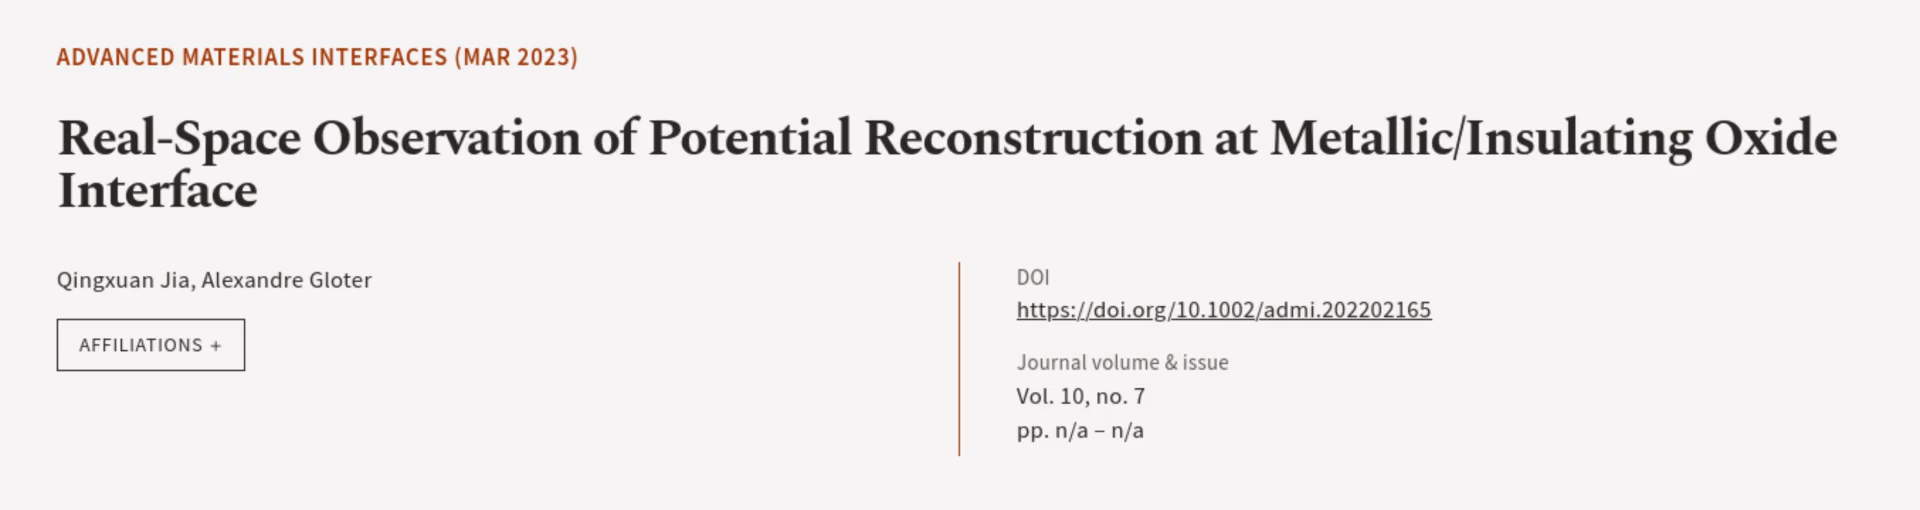 ADVANCED MATERIALS INTERFACES (MAR 2023)
Real-Space Observation of Potential Reconstruction at Metallic/Insulating Oxide
Interface
Qingxuan Jia, Alexandre Gloter
AFFILIATIONS +
DOI
https://doi.org/10.1002/admi.202202165
Journal volume & issue
Vol. 10, no. 7
pp. n/a – n/a